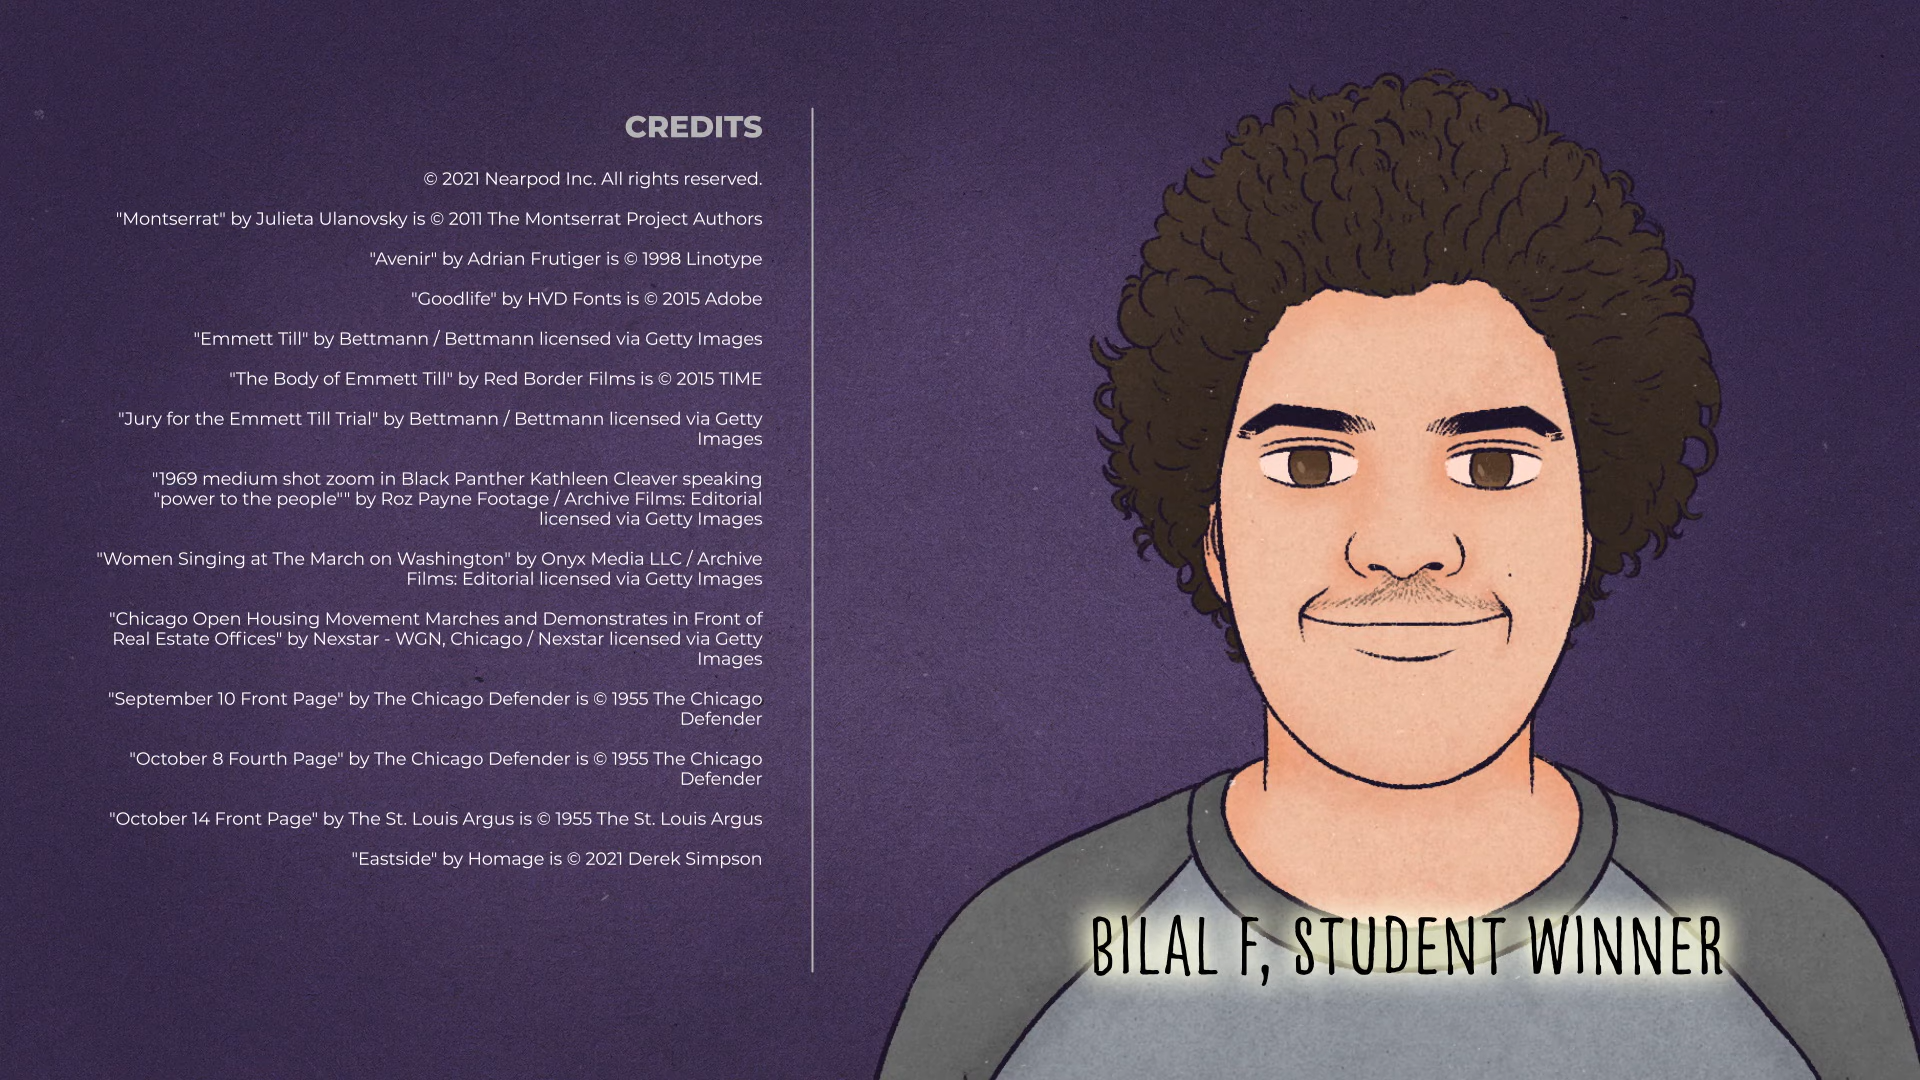 CREDITS
© 2021 Nearpod Inc. All rights reserved.
"Montserrat" by Julieta Ulanovsky is © 2011 The Montserrat Project Authors
"Avenir" by Adrian Frutiger is © 1998 Linotype
"Goodlife" by HVD Fonts is © 2015 Adobe
"Emmett Till" by Bettmann / Bettmann licensed via Getty Images
"The Body of Emmett Till" by Red Border Films is © 2015 TIME
"Jury for the Emmett Till Trial" by Bettmann / Bettmann licensed via Getty
Images
"1969 medium shot zoom in Black Panther Kathleen Cleaver speaking
"power to the people"" by Roz Payne Footage / Archive Films: Editorial
licensed via Getty Images
"Women Singing at The March on Washington" by Onyx Media LLC / Archive
Films: Editorial licensed via Getty Images
"Chicago Open Housing Movement Marches and Demonstrates in Front of
Real Estate Offices" by Nexstar - WGN, Chicago / Nexstar licensed via Getty
Images
"September 10 Front Page" by The Chicago Defender is © 1955 The Chicago
Defender
"October 8 Fourth Page" by The Chicago Defender is © 1955 The Chicago
Defender
"October 14 Front Page" by The St. Louis Argus is © 1955 The St. Louis Argus
"Eastside" by Homage is © 2021 Derek Simpson
BILAL F, STUDENT WINNER